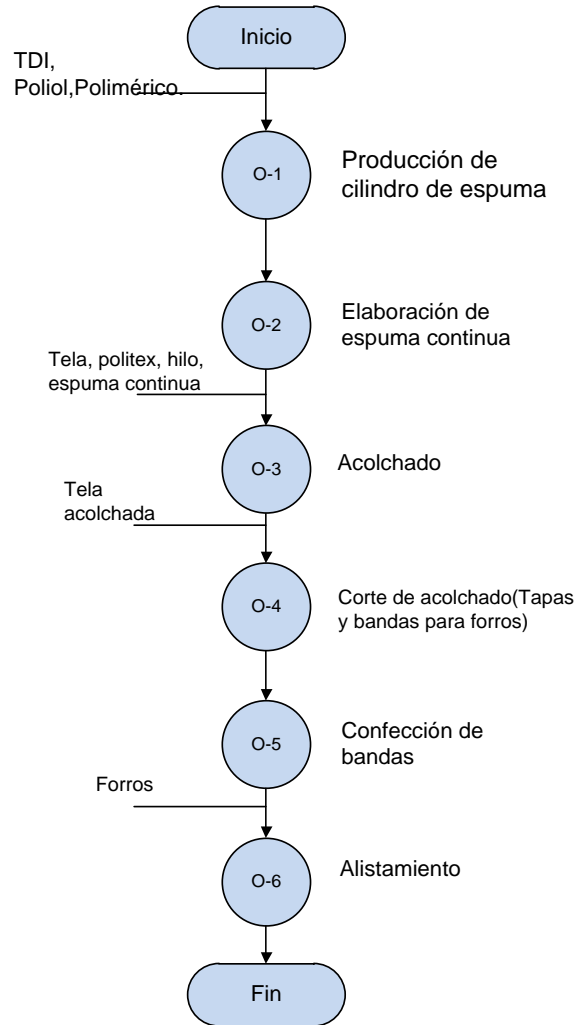 Inicio
TDI,
Poliol,Polimérico.
O-1
Producción de
cilindro de espuma
O-2
Elaboración de
espuma continua
Tela, politex, hilo,
espuma continua
O-3
Acolchado
Tela
acolchada
O-4
Corte de acolchado(Tapas
y bandas para forros)
O-5
Confección de
bandas
Forros
O-6
Alistamiento
Fin